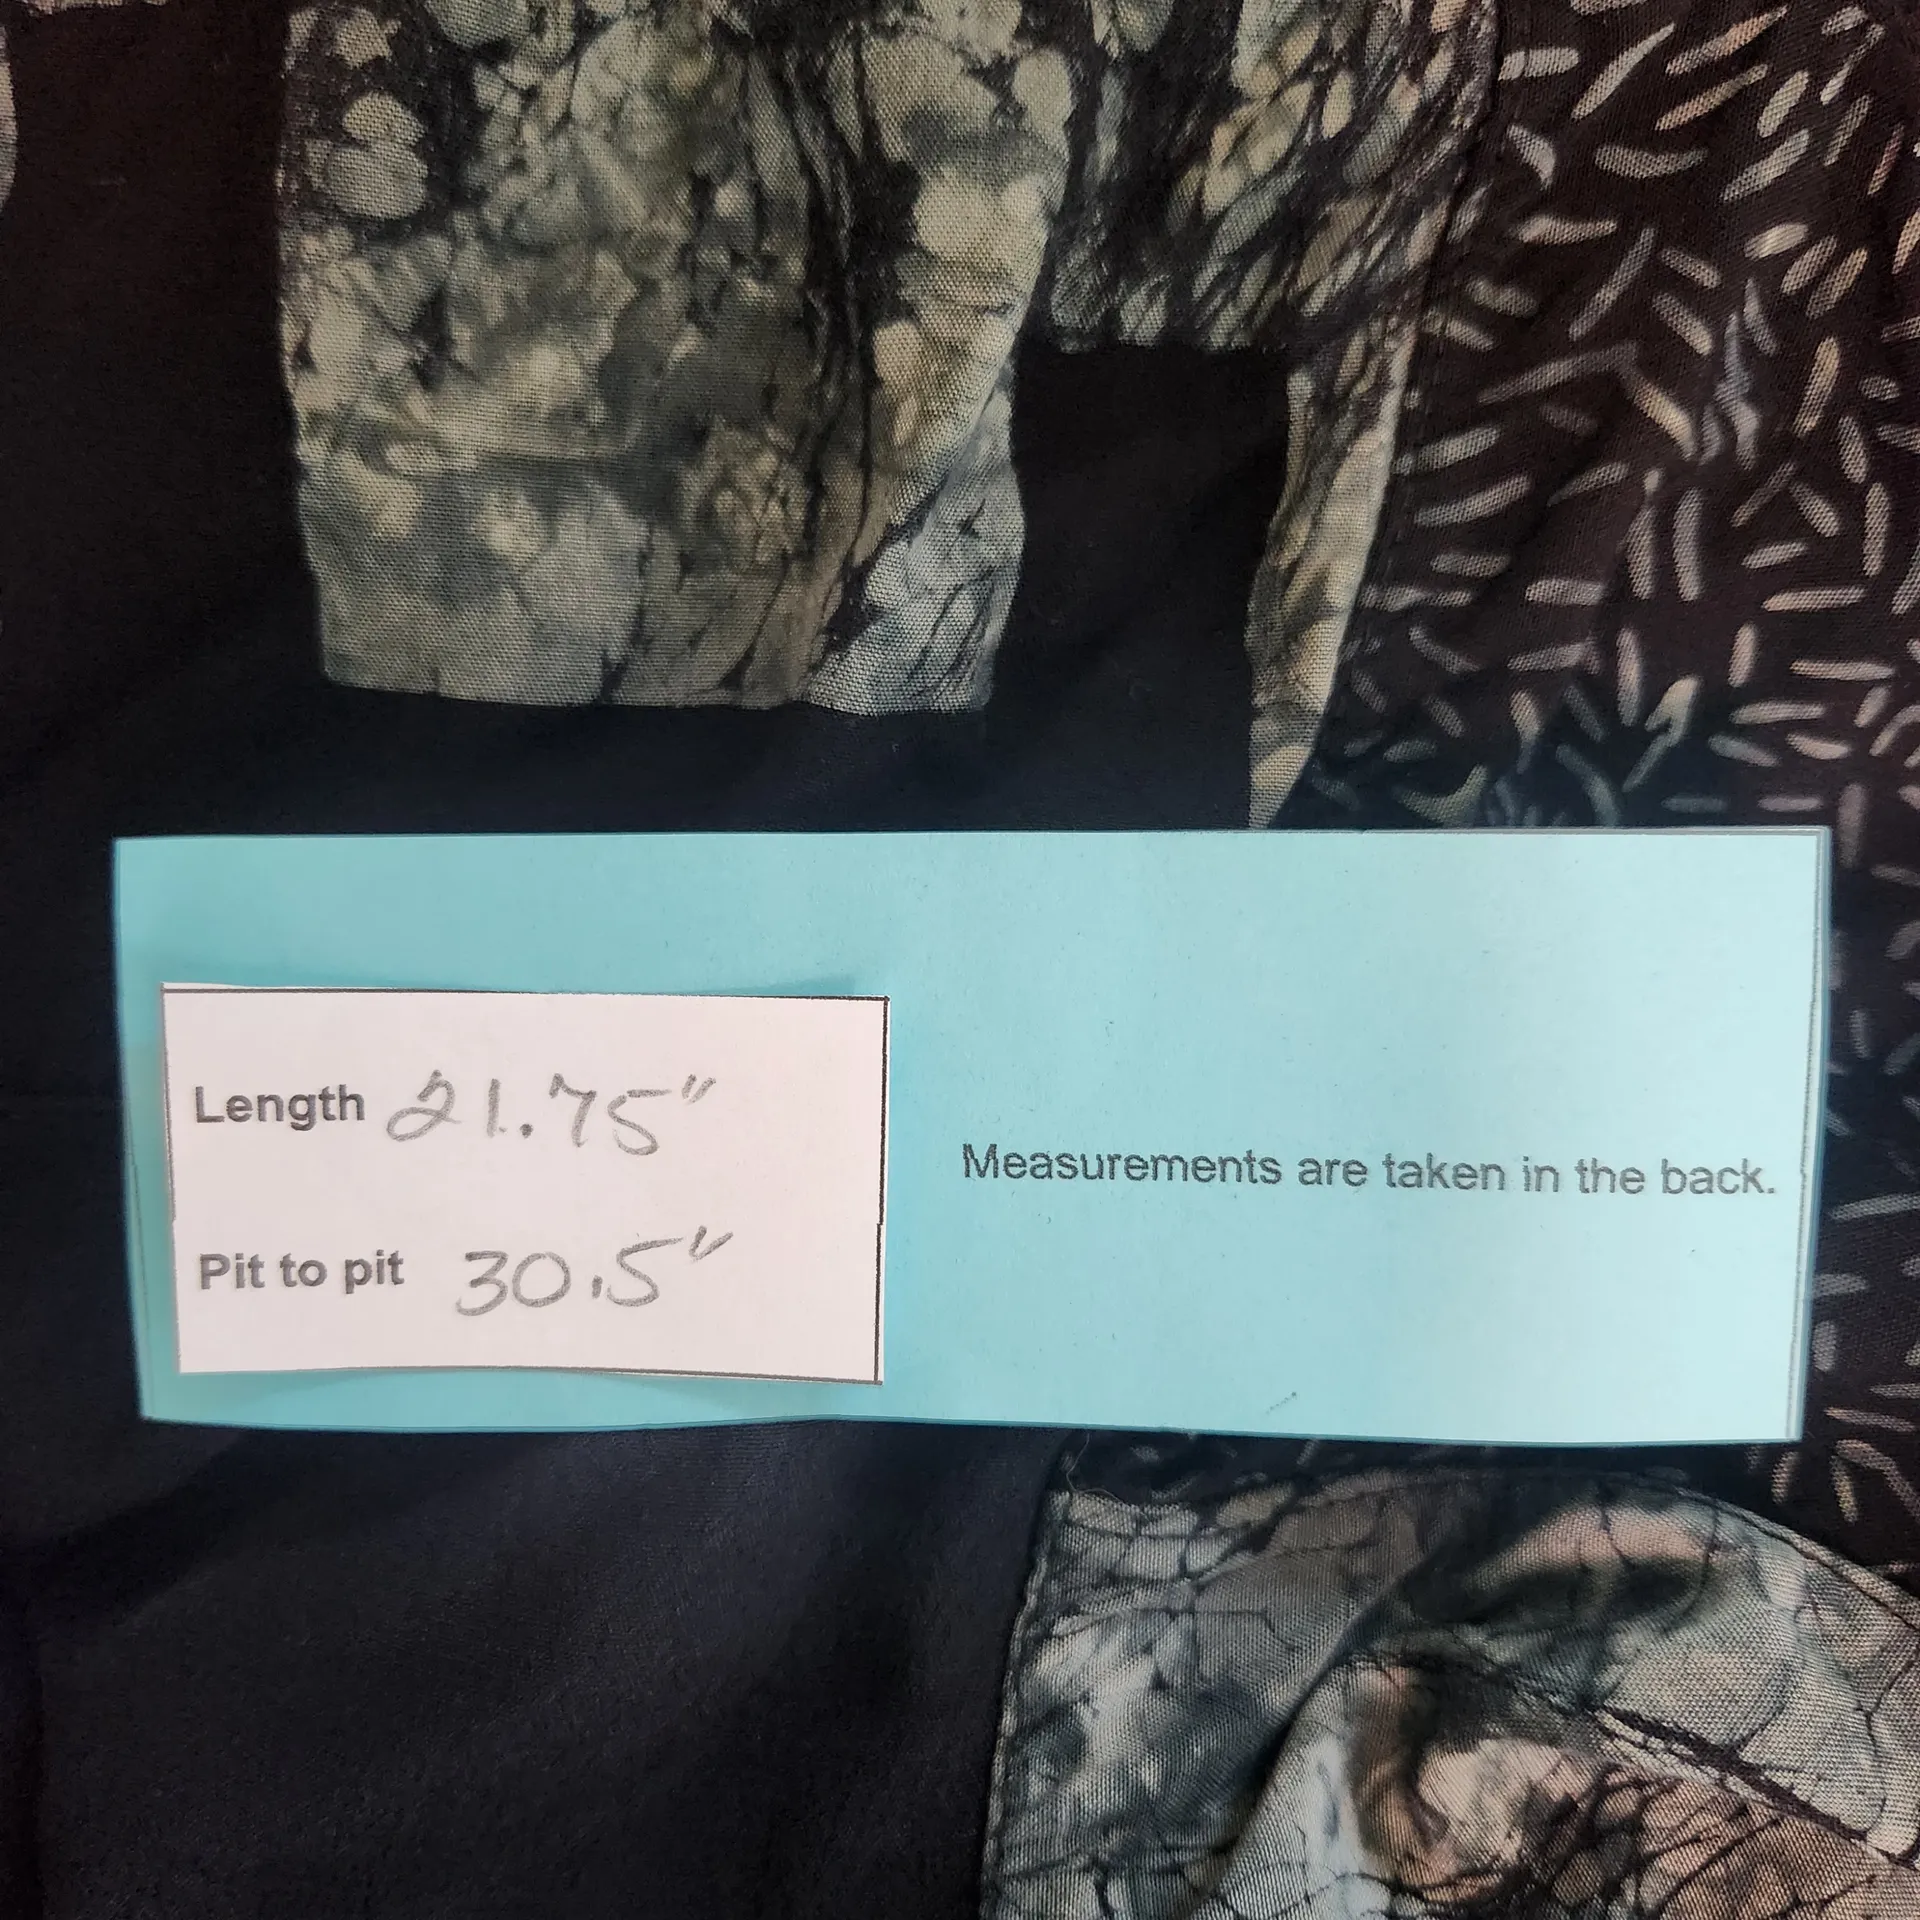 Length 21.75"
Pit to pit 30.5"
Measurements are taken in the back.